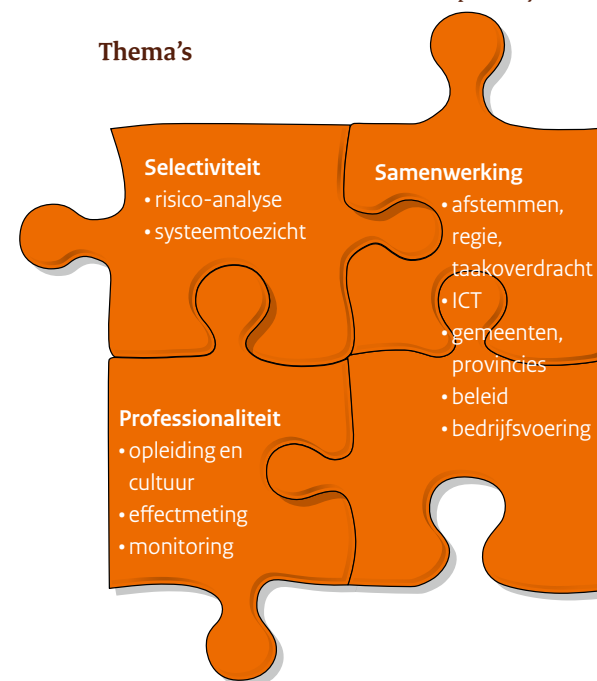 Thema's
Selectiviteit
• risico-analyse
• systeemtoezicht
Samenwerking
• afstemmen,
regie,
taakoverdracht
• ICT
• gemeenten,
provincies
• beleid
• bedrijfsvoering
Professionaliteit
• opleiding en
cultuur
• effectmeting
• monitoring